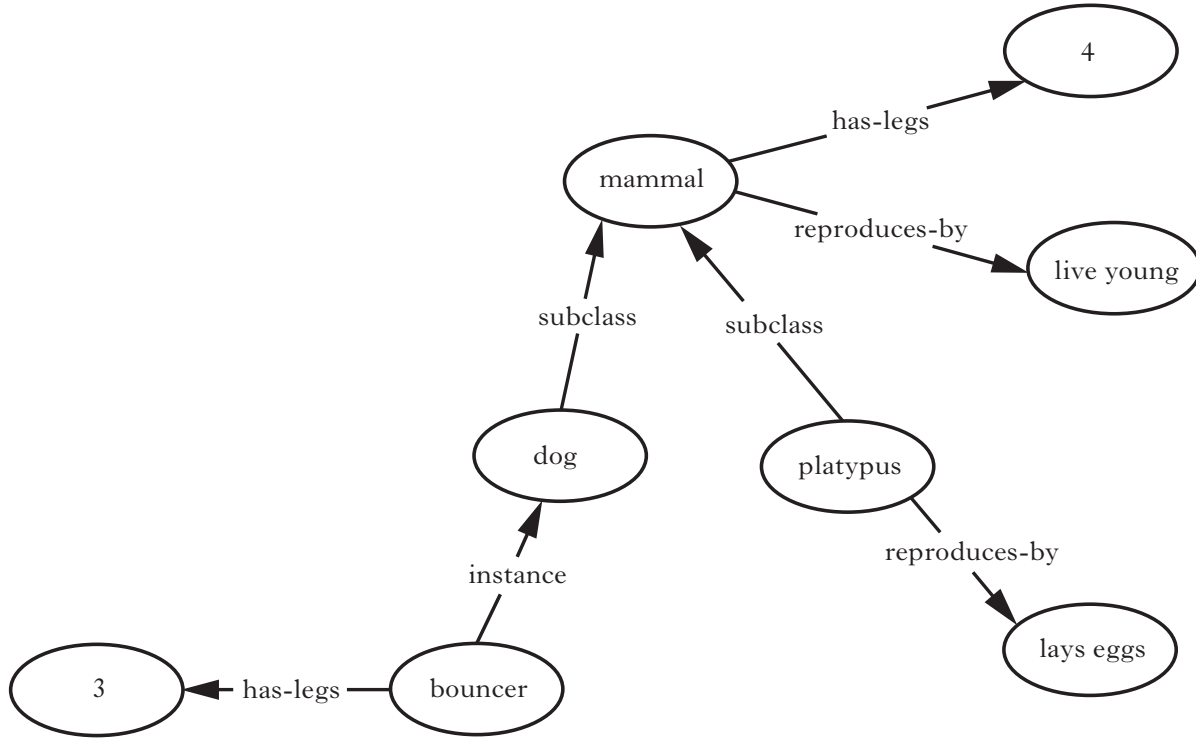 4
has-legs
mammal
reproduces-by
live young
subclass
subclass
dog
platypus
reproduces-by
instance
lays eggs
3
has-legs
bouncer